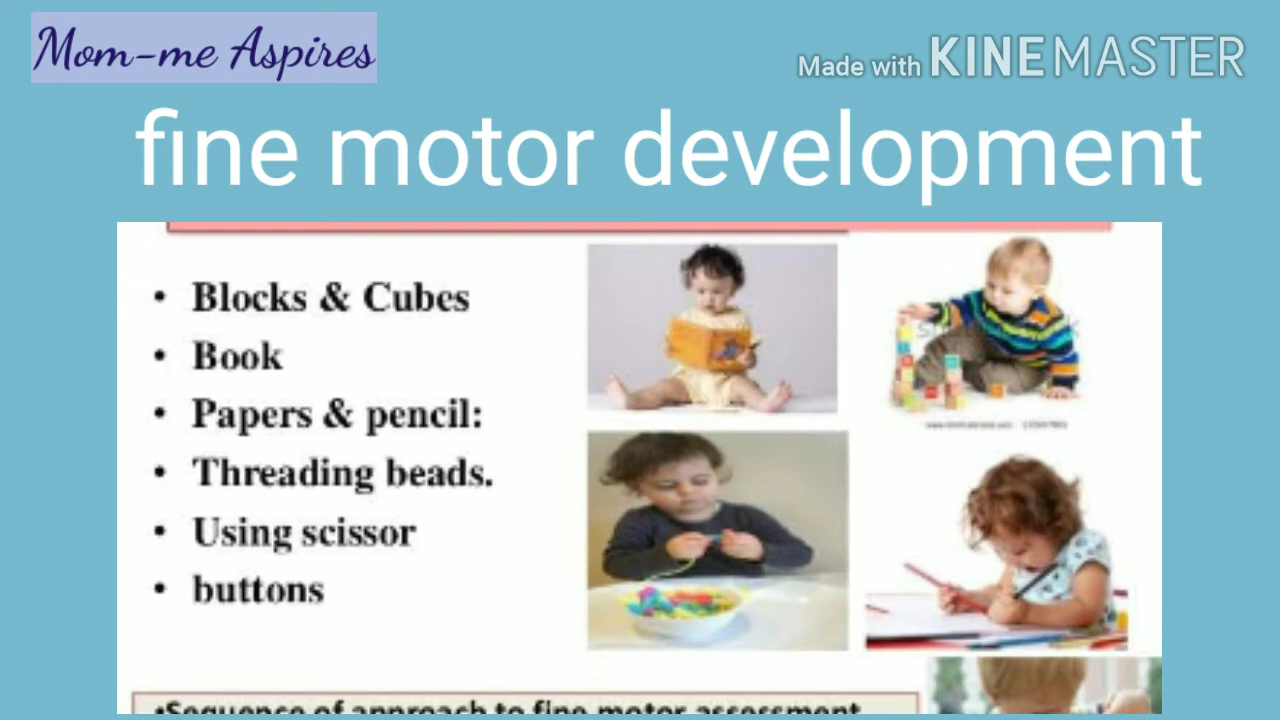 Mom-me Aspires
Made with KINEMASTER
fine motor development
• Blocks & Cubes
• Book
• Papers & pencil:
• Threading beads.
• Using scissor
• buttons
•Sequence of approach to fine motor assessment